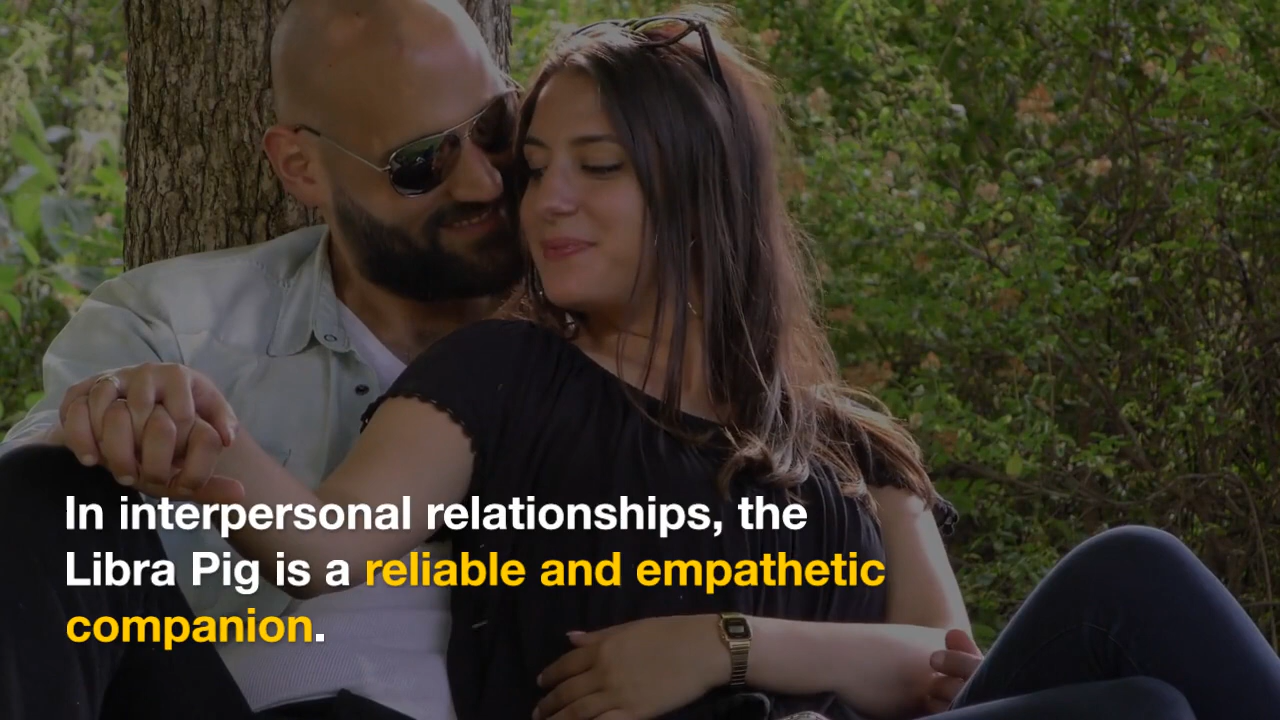 In interpersonal relationships, the
Libra Pig is a reliable and empathetic
companion.